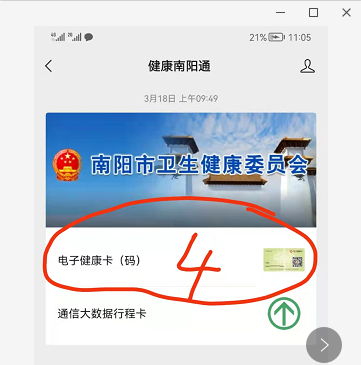 4G 2G 21% 11:05
健康南阳通
3月18日 上午09:49
南阳市卫生健康委员会
电子健康卡（码）
4
通信大数据行程卡